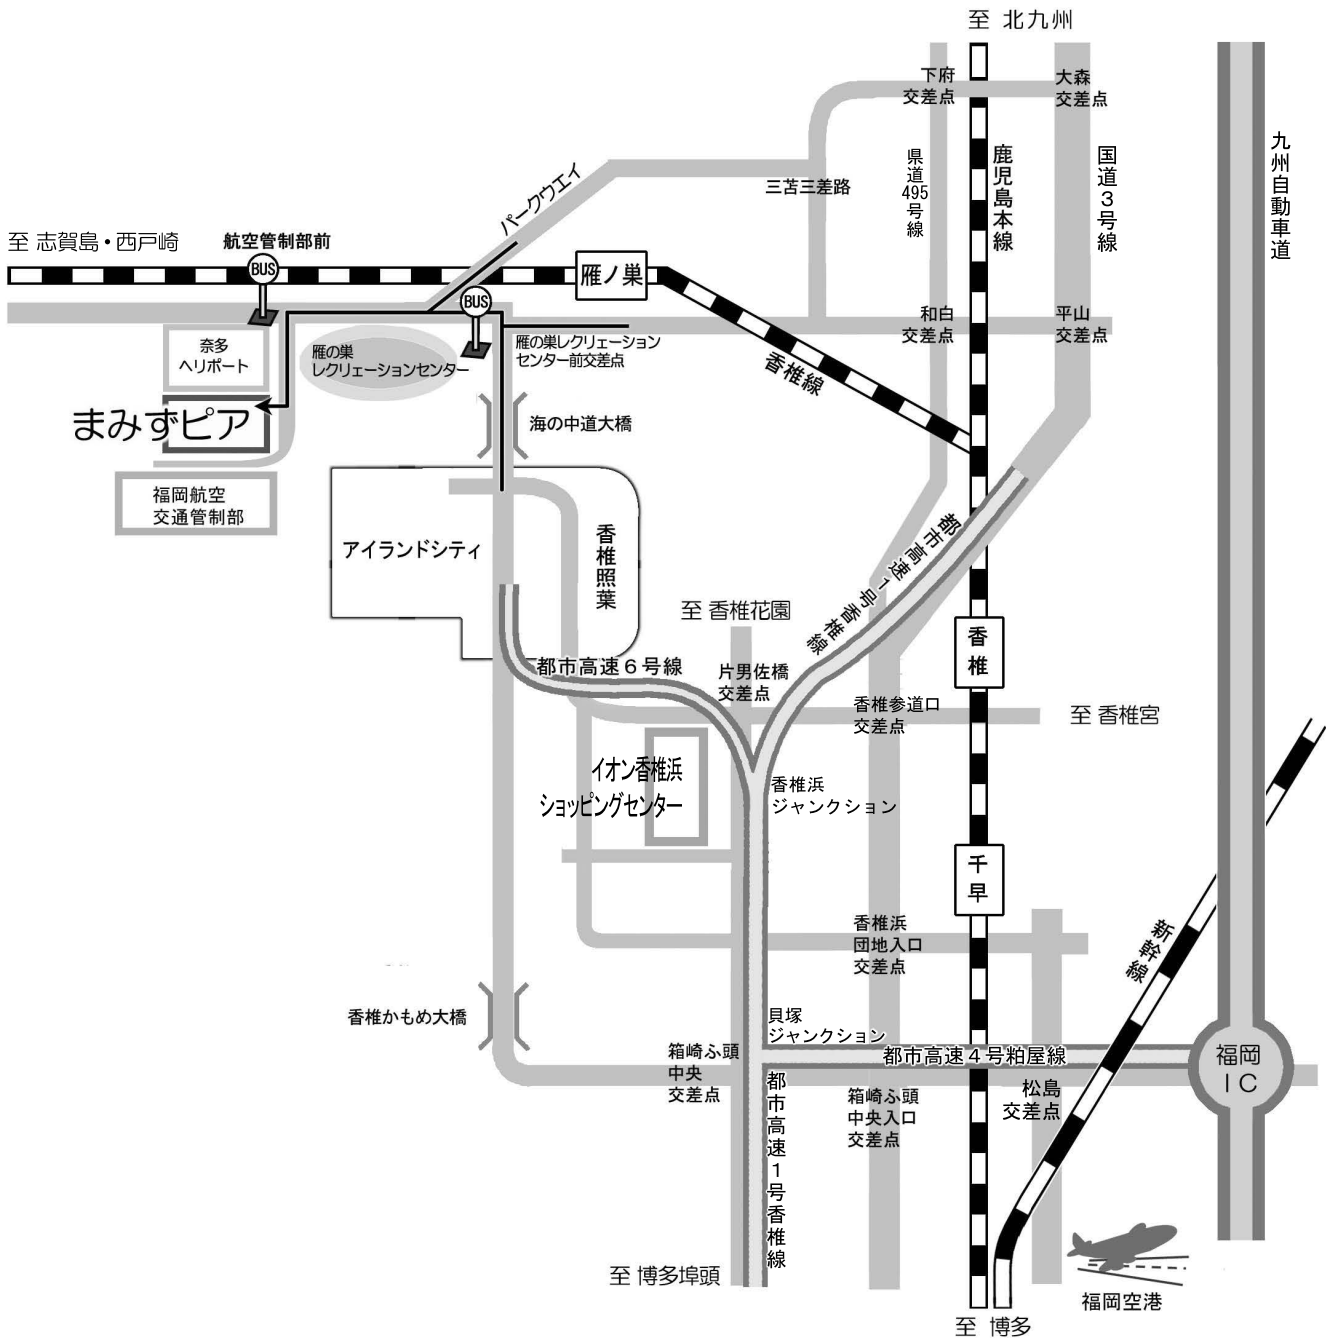 至 北九州
下府
交差点
大森
交差点
九州自動車道
県道495号線
鹿児島本線
国道3号線
パークウエイ
三苫三差路
至 志賀島・西戸崎
航空管制部前
BUS
雁ノ巣
BUS
和白
交差点
平山
交差点
奈多
ヘリポート
雁の巣
レクリェーションセンター
雁の巣レクリェーション
センター前交差点
香椎線
まみずピア
海の中道大橋
福岡航空
交通管制部
アイランドシティ
香椎照葉
都市高速1号香椎線
至 香椎花園
香椎
都市高速6号線
片男佐橋
交差点
香椎参道口
交差点
至 香椎宮
イオン香椎浜
ショッピングセンター
香椎浜
ジャンクション
千早
香椎浜
団地入口
交差点
新幹線
香椎かもめ大橋
貝塚
ジャンクション
箱崎ふ頭
中央
交差点
都市高速4号粕屋線
福岡
IC
都市高速1号香椎線
箱崎ふ頭
中央入口
交差点
松島
交差点
至 博多埠頭
福岡空港
至 博多